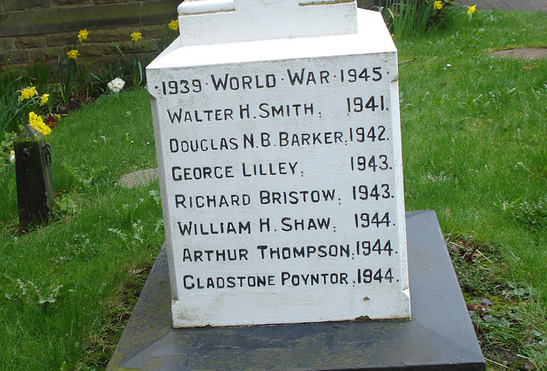 ·1939·WORLD·WAR·1945·
WALTER H. SMITH, 1941.
DOUGLAS N. B. BARKER, 1942.
GEORGE LILLEY, 1943.
RICHARD BRISTOW, 1943.
WILLIAM H. SHAW, 1944.
ARTHUR THOMPSON, 1944.
GLADSTONE POYNTOR, 1944.